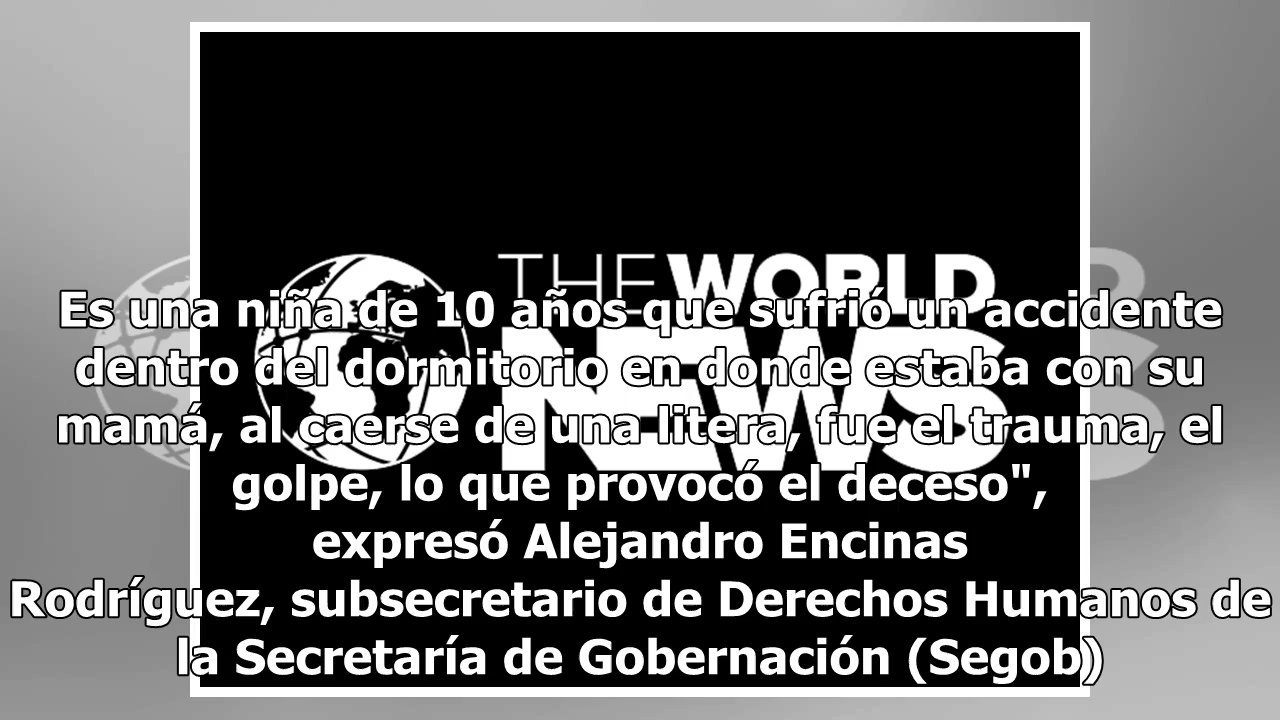 THE WORLD
NEWS
Es una niña de 10 años que sufrió un accidente
dentro del dormitorio en donde estaba con su
mamá, al caerse de una litera, fue el trauma, el
golpe, lo que provocó el deceso",
expresó Alejandro Encinas
Rodríguez, subsecretario de Derechos Humanos de
la Secretaría de Gobernación (Segob)